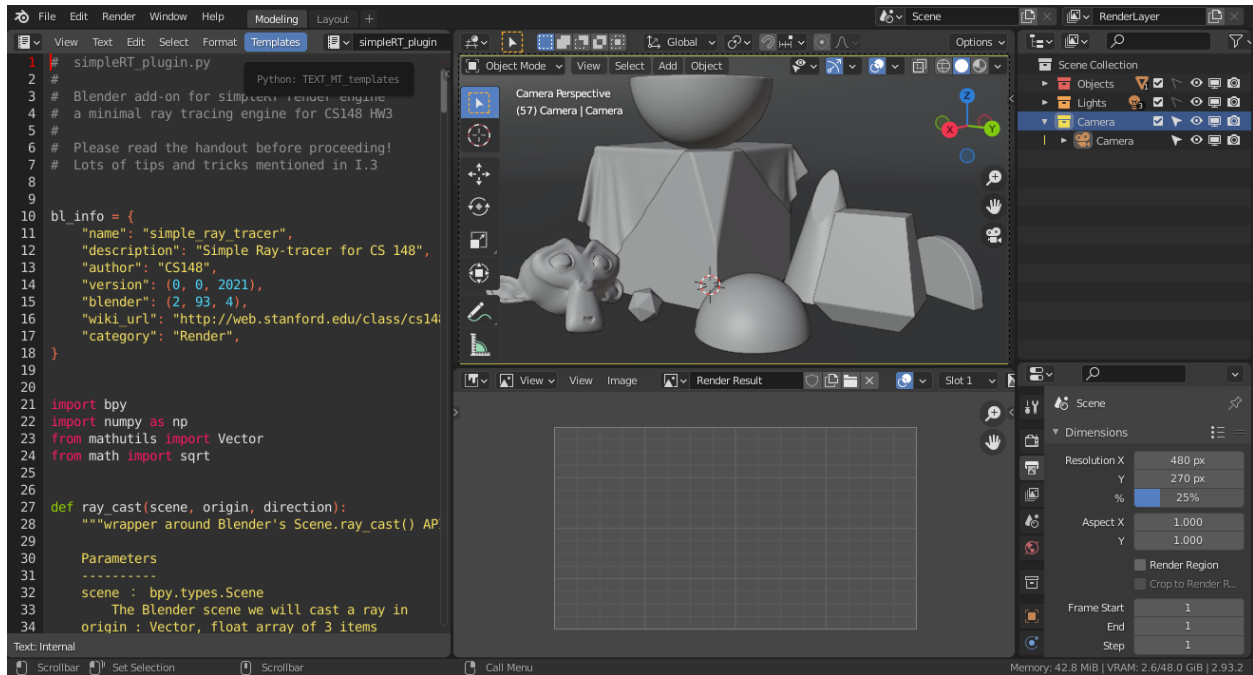 File Edit Render Window Help Modeling Layout + Scene RenderLayer
View Text Edit Select Format Templates simpleRT_plugin
Global Options
Object Mode View Select Add Object
Python: TEXT_MT_templates
1 # simpleRT_plugin.py
2 #
3 # Blender add-on for simpleRT render engine
4 # a minimal ray tracing engine for CS148 HW3
5 #
6 # Please read the handout before proceeding!
7 # Lots of tips and tricks mentioned in I.3
8
9
10 bl_info = {
11 "name": "simple_ray_tracer",
12 "description": "Simple Ray-tracer for CS 148",
13 "author": "CS148",
14 "version": (0, 0, 2021),
15 "blender": (2, 93, 4),
16 "wiki_url": "http://web.stanford.edu/class/cs148
17 "category": "Render",
18 }
19
20
21 import bpy
22 import numpy as np
23 from mathutils import Vector
24 from math import sqrt
25
26
27 def ray_cast(scene, origin, direction):
28 """wrapper around Blender's Scene.ray_cast() AP
29
30 Parameters
31 ----------
32 scene : bpy.types.Scene
33 The Blender scene we will cast a ray in
34 origin : Vector, float array of 3 items
Text: Internal
Camera Perspective
(57) Camera | Camera
Z
X Y
View View Image Render Result Slot 1
Scene Collection
Objects 1
Lights 3
Camera
Camera
Scene
Dimensions
Resolution X 480 px
Y 270 px
% 25%
Aspect X 1.000
Y 1.000
Render Region
Crop to Render R...
Frame Start 1
End 1
Step 1
Scrollbar Set Selection Scrollbar Call Menu Memory: 42.8 MiB | VRAM: 2.6/48.0 GiB | 2.93.2